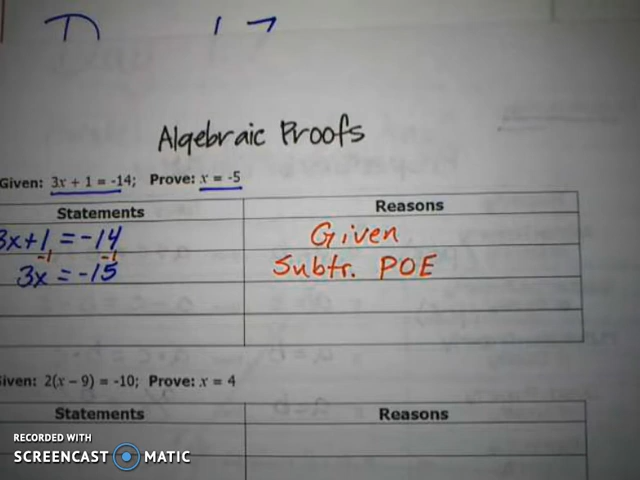 Algebraic Proofs
Given: 3x + 1 = -14; Prove: x = -5
Statements Reasons
3x+1 = -14 Given
-1 -1
3x = -15 Subtr. POE
Given: 2(x – 9) = -10; Prove: x = 4
Statements Reasons
RECORDED WITH
SCREENCAST MATIC